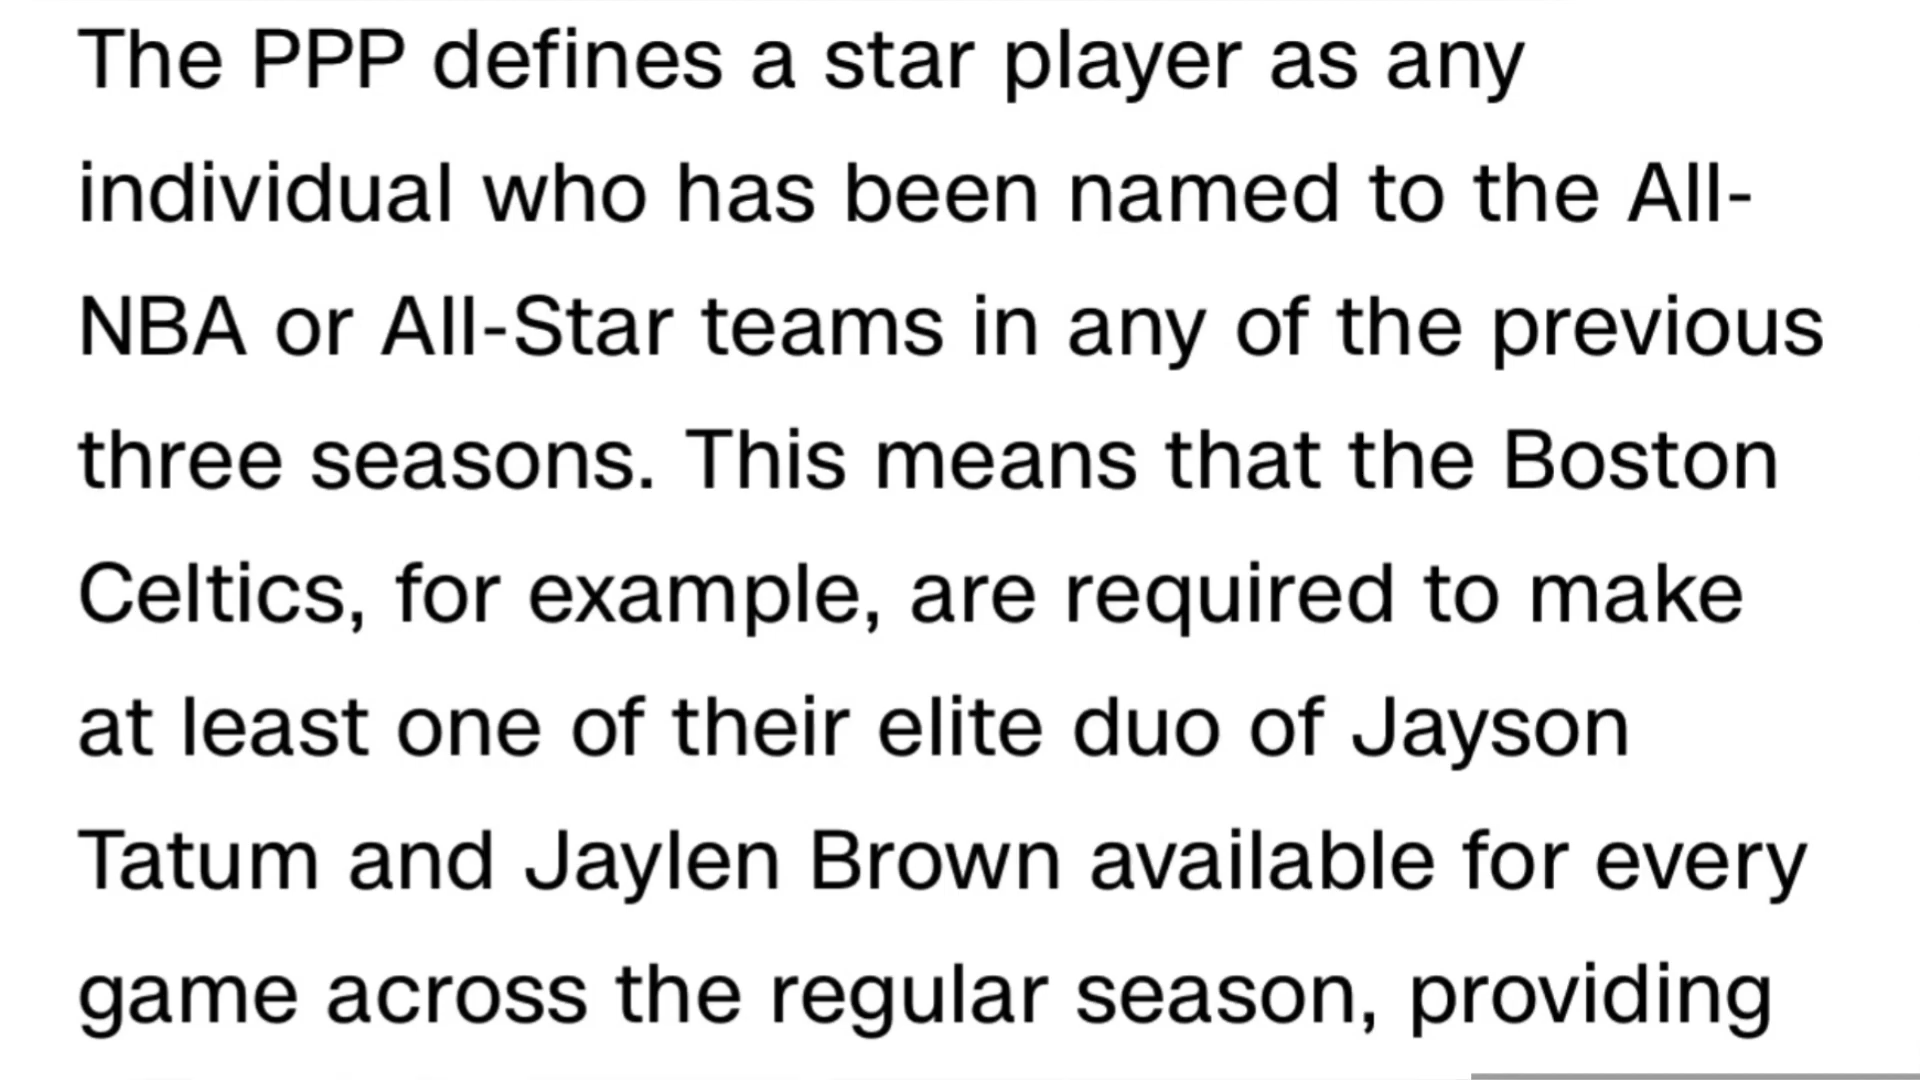 The PPP defines a star player as any
individual who has been named to the All-
NBA or All-Star teams in any of the previous
three seasons. This means that the Boston
Celtics, for example, are required to make
at least one of their elite duo of Jayson
Tatum and Jaylen Brown available for every
game across the regular season, providing